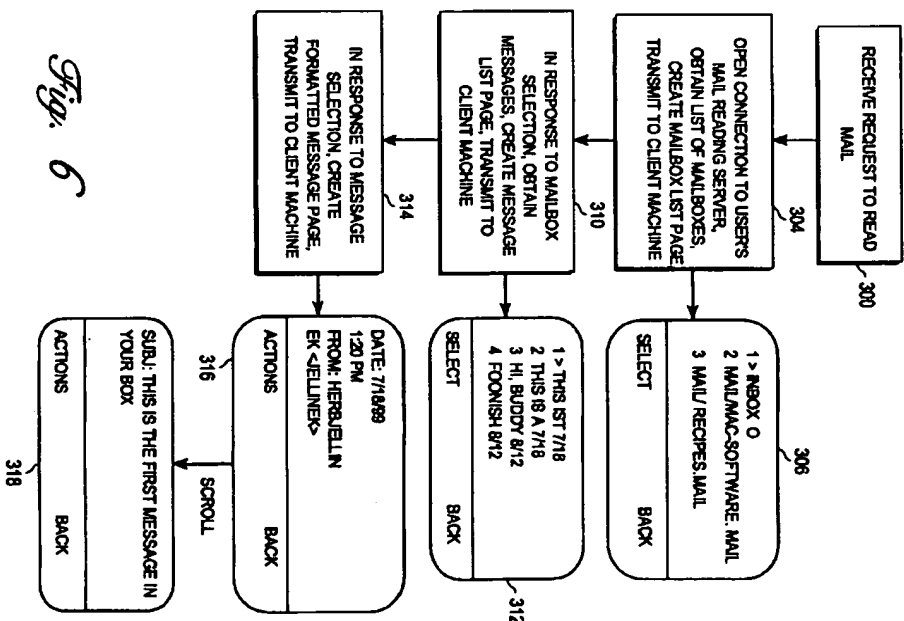 RECEIVE REQUEST TO READ
MAIL
300
OPEN CONNECTION TO USER'S
MAIL READING SERVER,
OBTAIN LIST OF MAILBOXES,
CREATE MAILBOX LIST PAGE
TRANSMIT TO CLIENT MACHINE
304
1 > INBOX O
2 MAIL/MAC-SOFTWARE. MAIL
3 MAIL/ RECIPES.MAIL
SELECT BACK
306
IN RESPONSE TO MAILBOX
SELECTION, OBTAIN
MESSAGES, CREATE MESSAGE
LIST PAGE, TRANSMIT TO
CLIENT MACHINE
310
1 > THIS IST 7/18
2 THIS IS A 7/18
3 HI, BUDDY 8/12
4 FOONISH 8/12
SELECT BACK
312
IN RESPONSE TO MESSAGE
SELECTION, CREATE
FORMATTED MESSAGE PAGE,
TRANSMIT TO CLIENT MACHINE
314
DATE: 7/18/99
1:20 PM
FROM: HERBJELLIN
EK <JELLINEK>
ACTIONS BACK
316
SCROLL
SUBJ: THIS IS THE FIRST MESSAGE IN
YOUR BOX
ACTIONS BACK
318
Fig. 6